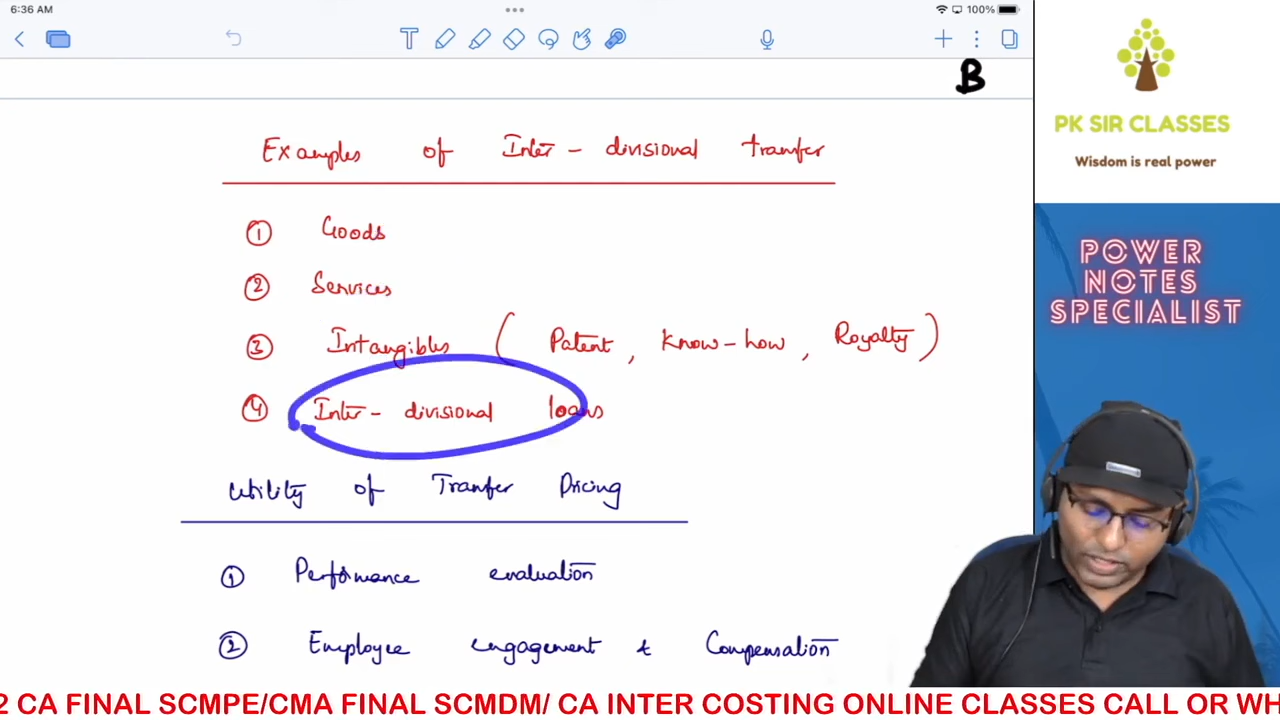 6:36 AM
100%
B
PK SIR CLASSES
Wisdom is real power
Examples of Inter - divisional transfer
① Goods
② Services
③ Intangibles ( Patent , Know - how , Royalty )
④ Inter - divisional loans
Utility of Tranfer Pricing
① Performance evaluation
② Employee engagement & Compensation
POWER
NOTES
SPECIALIST
2 CA FINAL SCMPE/CMA FINAL SCMDM/ CA INTER COSTING ONLINE CLASSES CALL OR WH